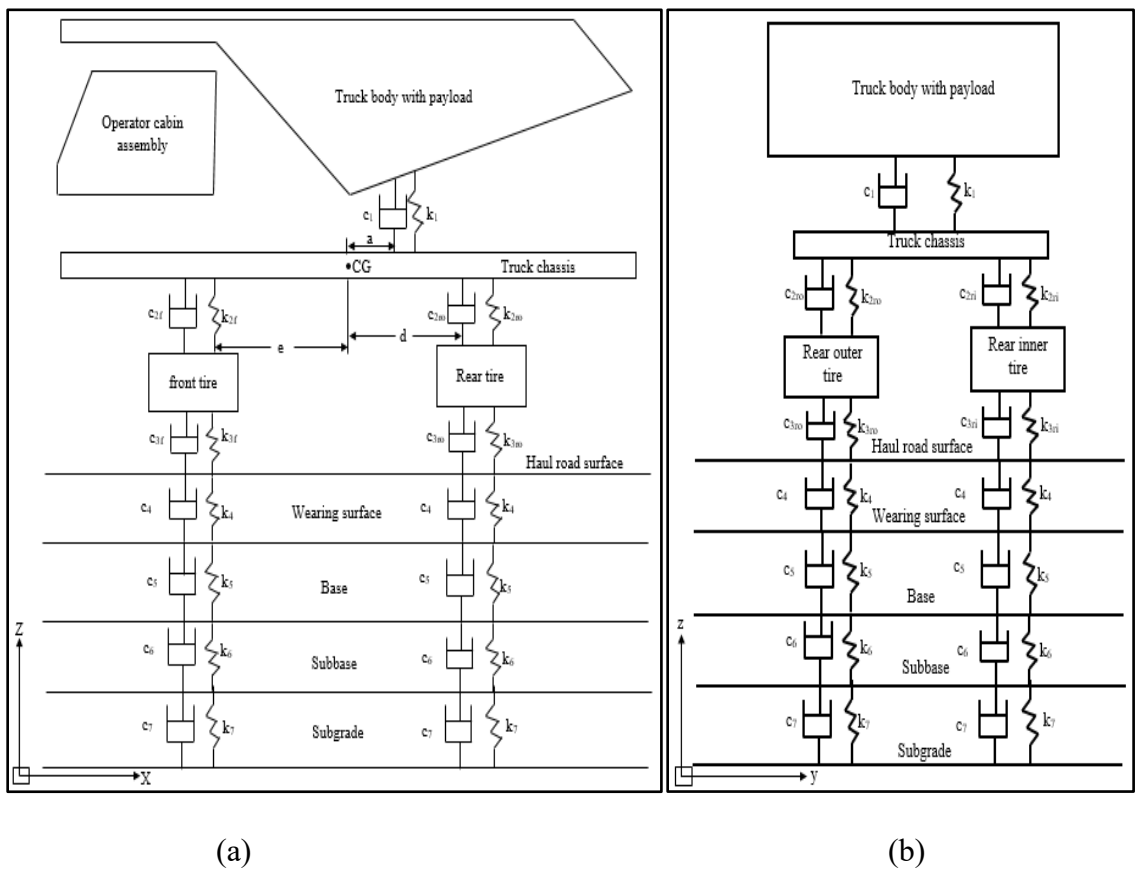 Truck body with payload
Operator cabin
assembly
c₁
k₁
a
•CG
Truck chassis
c₂f
k₂f
c₂ro
k₂ro
e
d
front tire
Rear tire
c₃f
k₃f
c₃ro
k₃ro
Haul road surface
c₄
k₄
Wearing surface
c₄
k₄
c₅
k₅
Base
c₅
k₅
c₆
k₆
Subbase
c₆
k₆
c₇
k₇
Subgrade
c₇
k₇
Z
X
(a)
Truck body with payload
c₁
k₁
Truck chassis
c₂ro
k₂ro
c₂ri
k₂ri
Rear outer
tire
Rear inner
tire
c₃ro
k₃ro
c₃ri
k₃ri
Haul road surface
c₄
k₄
c₄
k₄
Wearing surface
c₅
k₅
c₅
k₅
Base
c₆
k₆
c₆
k₆
Subbase
c₇
k₇
c₇
k₇
Subgrade
z
y
(b)